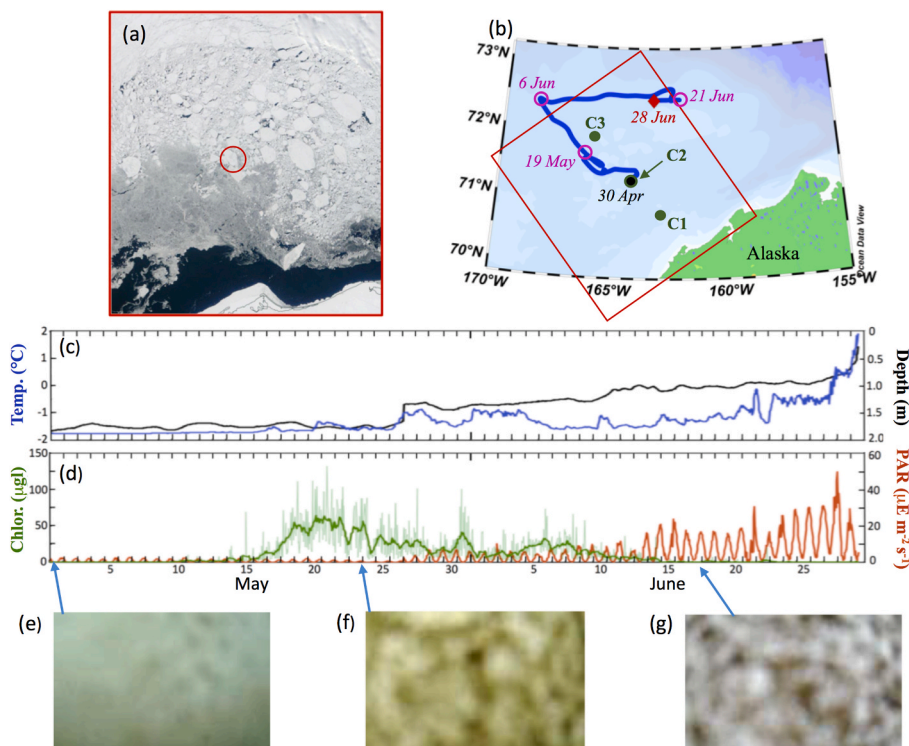 (a)
(b)
73°N
72°N
71°N
70°N
170°W
165°W
160°W
155°W
6 Jun
21 Jun
28 Jun
C3
19 May
C2
30 Apr
C1
Alaska
Ocean Data View
(c)
Temp. (°C)
2
1
0
-1
-2
0
0.5
1.0
1.5
2.0
Depth (m)
(d)
Chlor. (µgl)
150
100
50
0
60
40
20
0
PAR (µE m⁻² s⁻¹)
1 5 10 15 20 25 1 5 10 15 20 25
May June
(e)
(f)
(g)